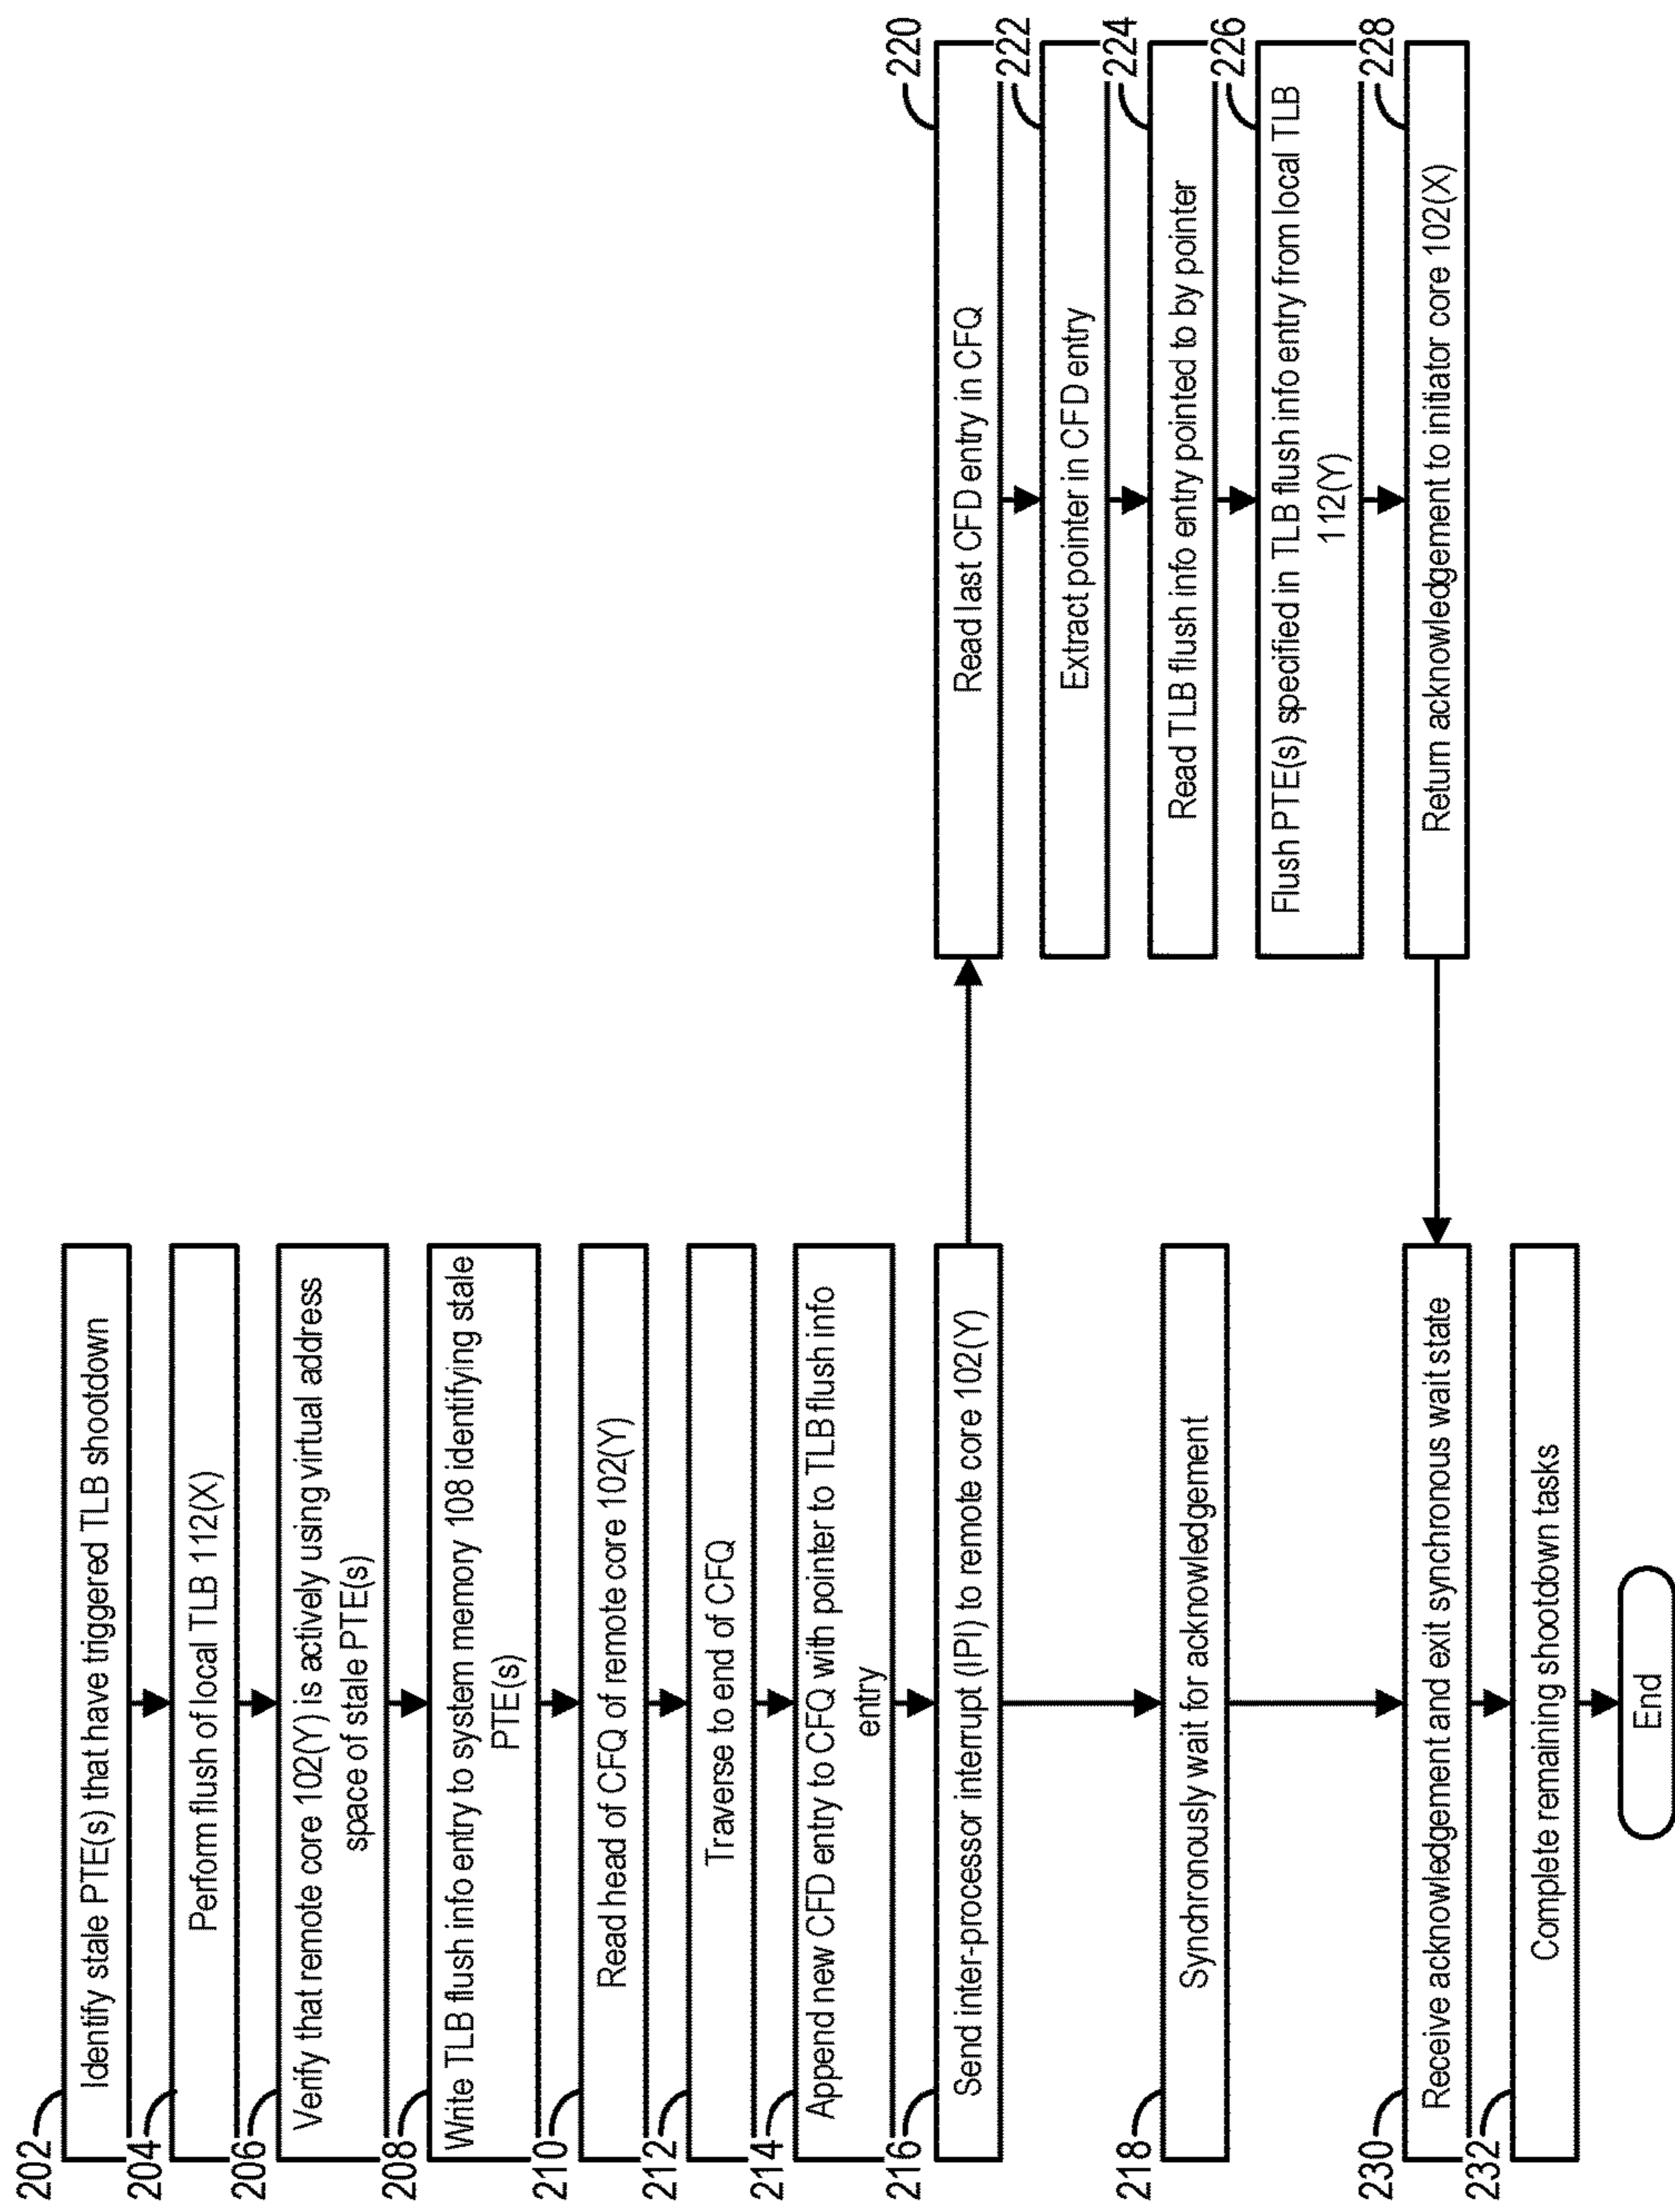 202
Identify stale PTE(s) that have triggered TLB shootdown
204
Perform flush of local TLB 112(X)
206
Verify that remote core 102(Y) is actively using virtual address
space of stale PTE(s)
208
Write TLB flush info entry to system memory 108 identifying stale
PTE(s)
210
Read head of CFQ of remote core 102(Y)
212
Traverse to end of CFQ
214
Append new CFD entry to CFQ with pointer to TLB flush info
entry
216
Send inter-processor interrupt (IPI) to remote core 102(Y)
218
Synchronously wait for acknowledgement
220
Read last CFD entry in CFQ
222
Extract pointer in CFD entry
224
Read TLB flush info entry pointed to by pointer
226
Flush PTE(s) specified in TLB flush info entry from local TLB
112(Y)
228
Return acknowledgement to initiator core 102(X)
230
Receive acknowledgement and exit synchronous wait state
232
Complete remaining shootdown tasks
End